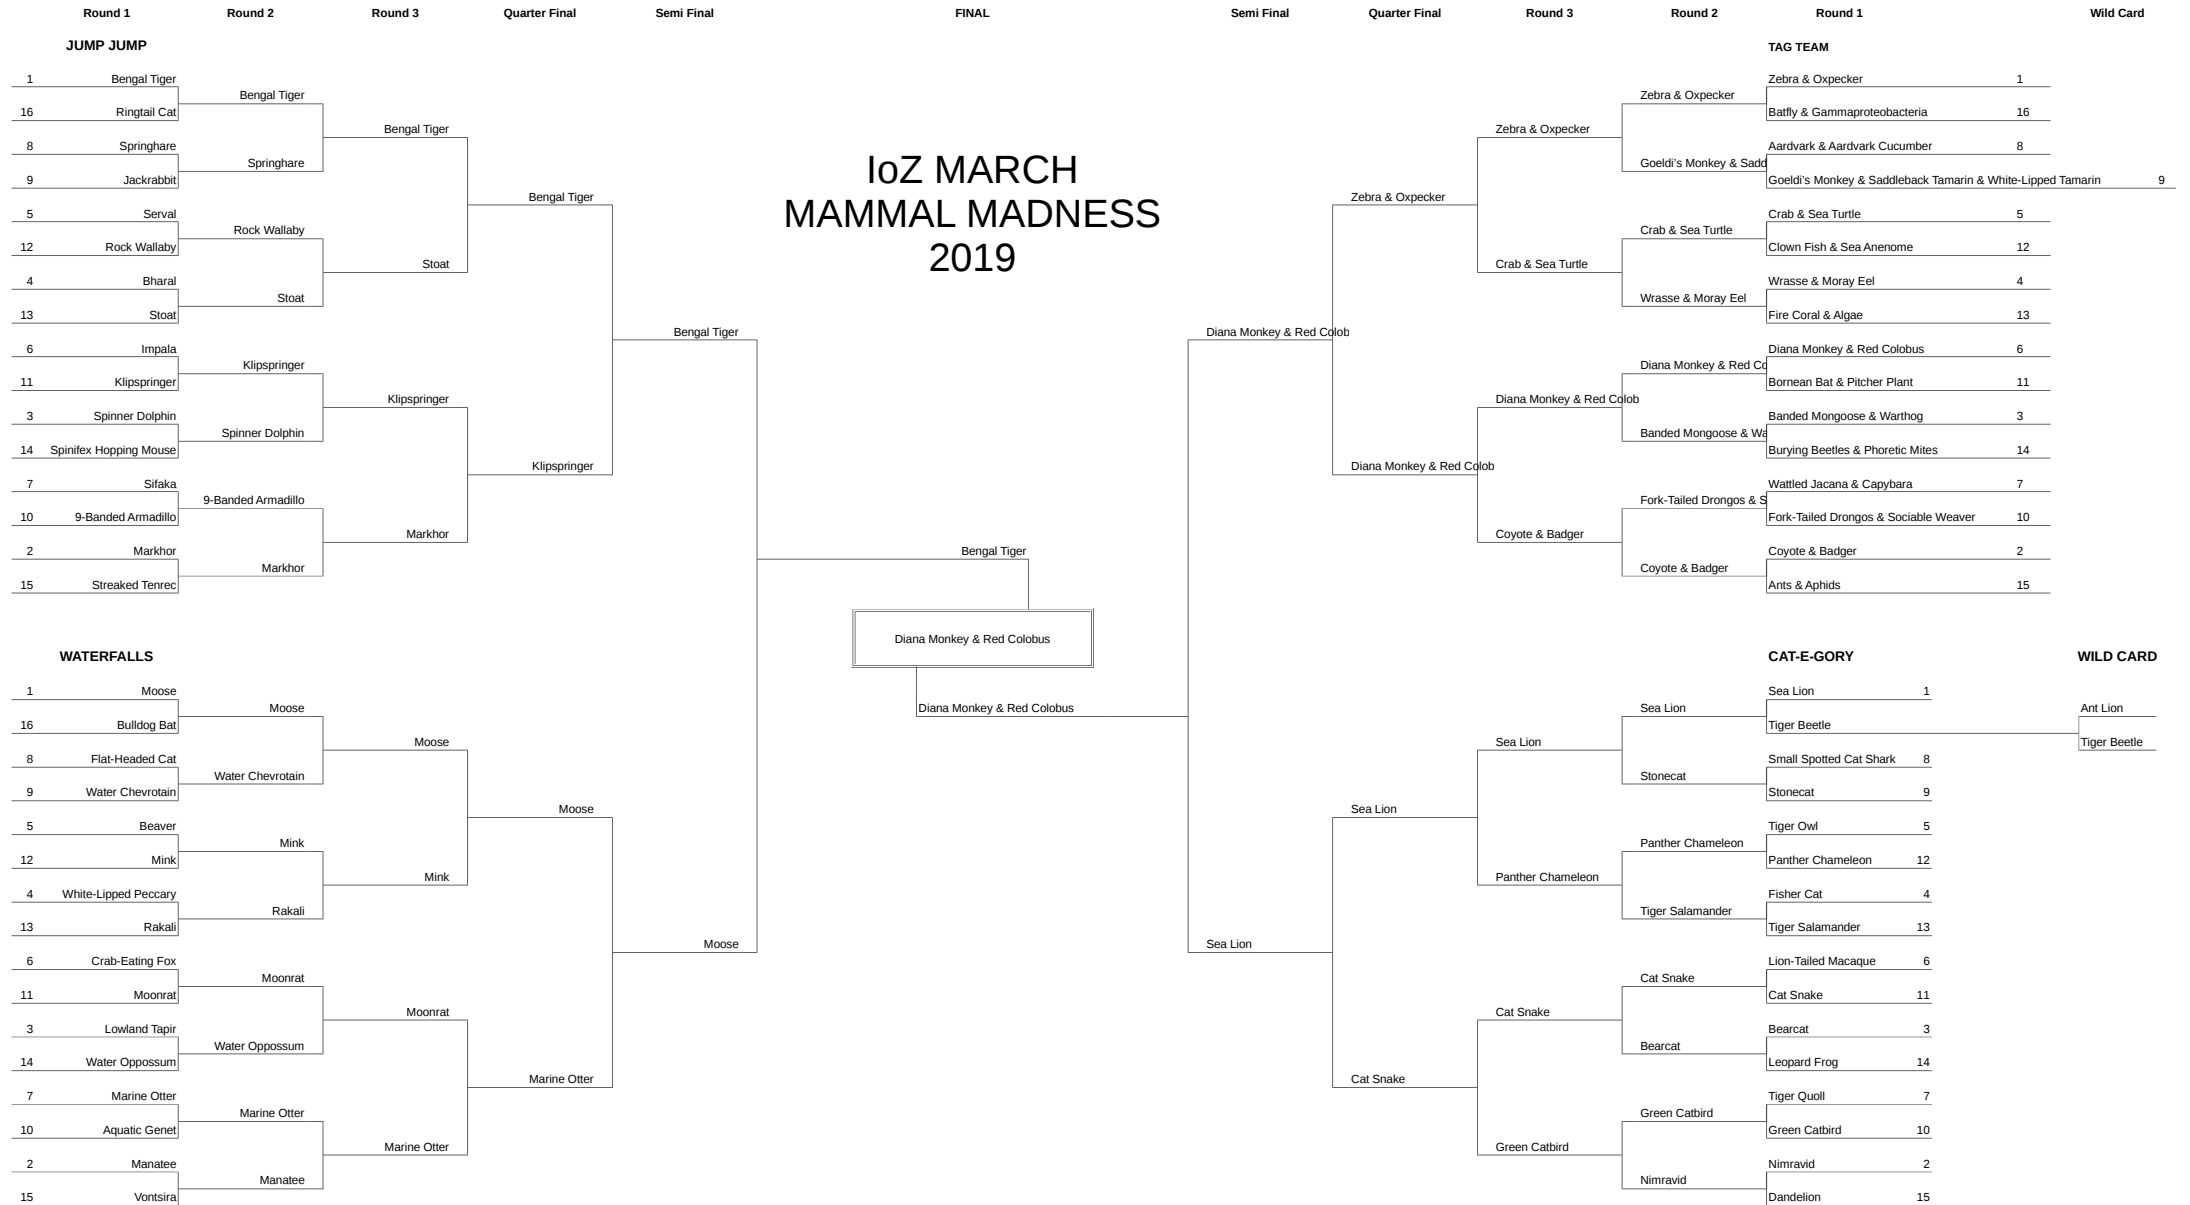 Round 1 Round 2 Round 3 Quarter Final Semi Final FINAL Semi Final Quarter Final Round 3 Round 2 Round 1 Wild Card
JUMP JUMP
1 Bengal Tiger
16 Ringtail Cat
8 Springhare
9 Jackrabbit
5 Serval
12 Rock Wallaby
4 Bharal
13 Stoat
6 Impala
11 Klipspringer
3 Spinner Dolphin
14 Spinifex Hopping Mouse
7 Sifaka
10 9-Banded Armadillo
2 Markhor
15 Streaked Tenrec
Bengal Tiger
Springhare
Rock Wallaby
Stoat
Klipspringer
Spinner Dolphin
9-Banded Armadillo
Markhor
Bengal Tiger
Stoat
Klipspringer
Markhor
Bengal Tiger
Klipspringer
Bengal Tiger
WATERFALLS
1 Moose
16 Bulldog Bat
8 Flat-Headed Cat
9 Water Chevrotain
5 Beaver
12 Mink
4 White-Lipped Peccary
13 Rakali
6 Crab-Eating Fox
11 Moonrat
3 Lowland Tapir
14 Water Oppossum
7 Marine Otter
10 Aquatic Genet
2 Manatee
15 Vontsira
Moose
Water Chevrotain
Mink
Rakali
Moonrat
Water Oppossum
Marine Otter
Manatee
Moose
Mink
Moonrat
Marine Otter
Moose
Marine Otter
Moose
IoZ MARCH
MAMMAL MADNESS
2019
Bengal Tiger
Diana Monkey & Red Colobus
Diana Monkey & Red Colobus
TAG TEAM
Zebra & Oxpecker 1
Batfly & Gammaproteobacteria 16
Aardvark & Aardvark Cucumber 8
Goeldi's Monkey & Saddleback Tamarin & White-Lipped Tamarin 9
Crab & Sea Turtle 5
Clown Fish & Sea Anenome 12
Wrasse & Moray Eel 4
Fire Coral & Algae 13
Diana Monkey & Red Colobus 6
Bornean Bat & Pitcher Plant 11
Banded Mongoose & Warthog 3
Burying Beetles & Phoretic Mites 14
Wattled Jacana & Capybara 7
Fork-Tailed Drongos & Sociable Weaver 10
Coyote & Badger 2
Ants & Aphids 15
Zebra & Oxpecker
Goeldi's Monkey & Sadd
Crab & Sea Turtle
Wrasse & Moray Eel
Diana Monkey & Red Co
Banded Mongoose & Wa
Fork-Tailed Drongos & S
Coyote & Badger
Zebra & Oxpecker
Crab & Sea Turtle
Diana Monkey & Red Colob
Coyote & Badger
Zebra & Oxpecker
Diana Monkey & Red Colob
Diana Monkey & Red Colob
CAT-E-GORY
Sea Lion 1
Tiger Beetle
Small Spotted Cat Shark 8
Stonecat 9
Tiger Owl 5
Panther Chameleon 12
Fisher Cat 4
Tiger Salamander 13
Lion-Tailed Macaque 6
Cat Snake 11
Bearcat 3
Leopard Frog 14
Tiger Quoll 7
Green Catbird 10
Nimravid 2
Dandelion 15
Sea Lion
Stonecat
Panther Chameleon
Tiger Salamander
Cat Snake
Bearcat
Green Catbird
Nimravid
Sea Lion
Panther Chameleon
Cat Snake
Green Catbird
Sea Lion
Cat Snake
Sea Lion
WILD CARD
Ant Lion
Tiger Beetle